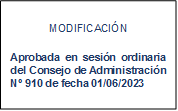 MODIFICACIÓN
Aprobada en sesión ordinaria
del Consejo de Administración
N° 910 de fecha 01/06/2023